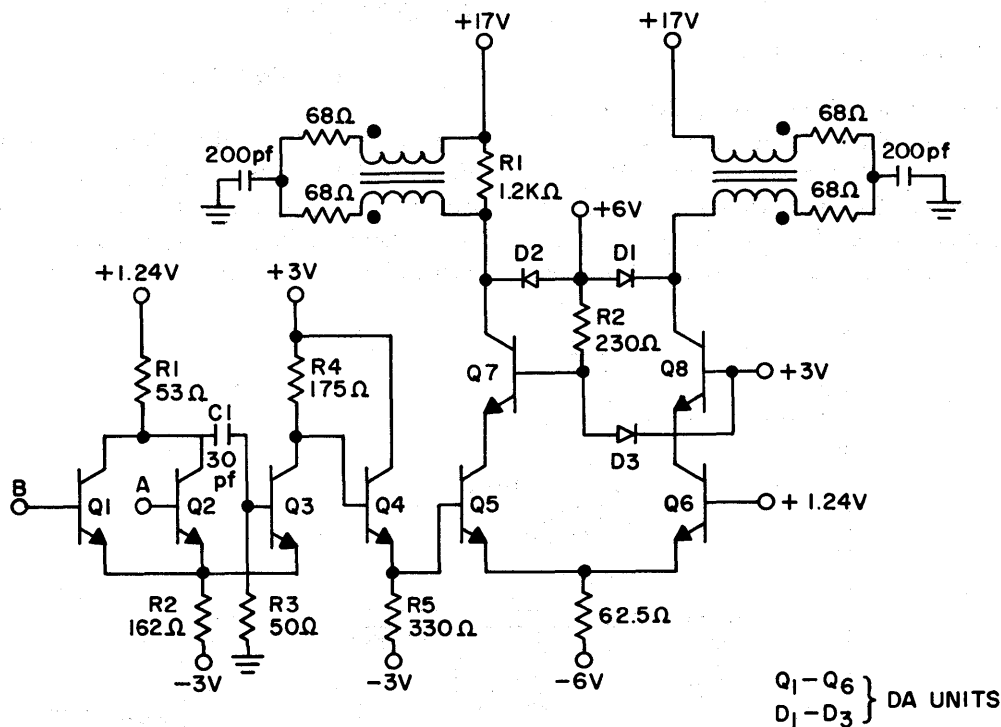 +17V
+17V
68Ω
68Ω
200pf
200pf
R1
1.2KΩ
68Ω
68Ω
+6V
D2
D1
+1.24V
+3V
R2
230Ω
R1
53Ω
R4
175Ω
Q7
Q8
+3V
C1
30
pf
D3
B
Q1
A
Q2
Q3
Q4
Q5
Q6
+ 1.24V
R2
162Ω
R3
50Ω
R5
330Ω
62.5Ω
-3V
-3V
-6V
Q1-Q6
D1-D3
} DA UNITS